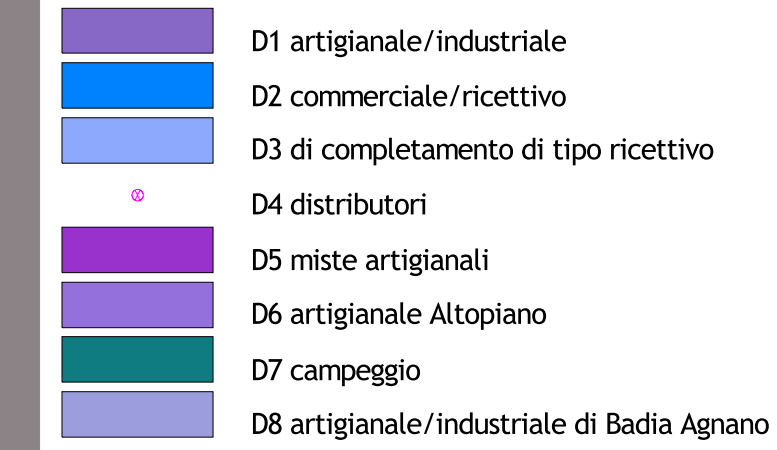 D1 artigianale/industriale
D2 commerciale/ricettivo
D3 di completamento di tipo ricettivo
D4 distributori
D5 miste artigianali
D6 artigianale Altopiano
D7 campeggio
D8 artigianale/industriale di Badia Agnano